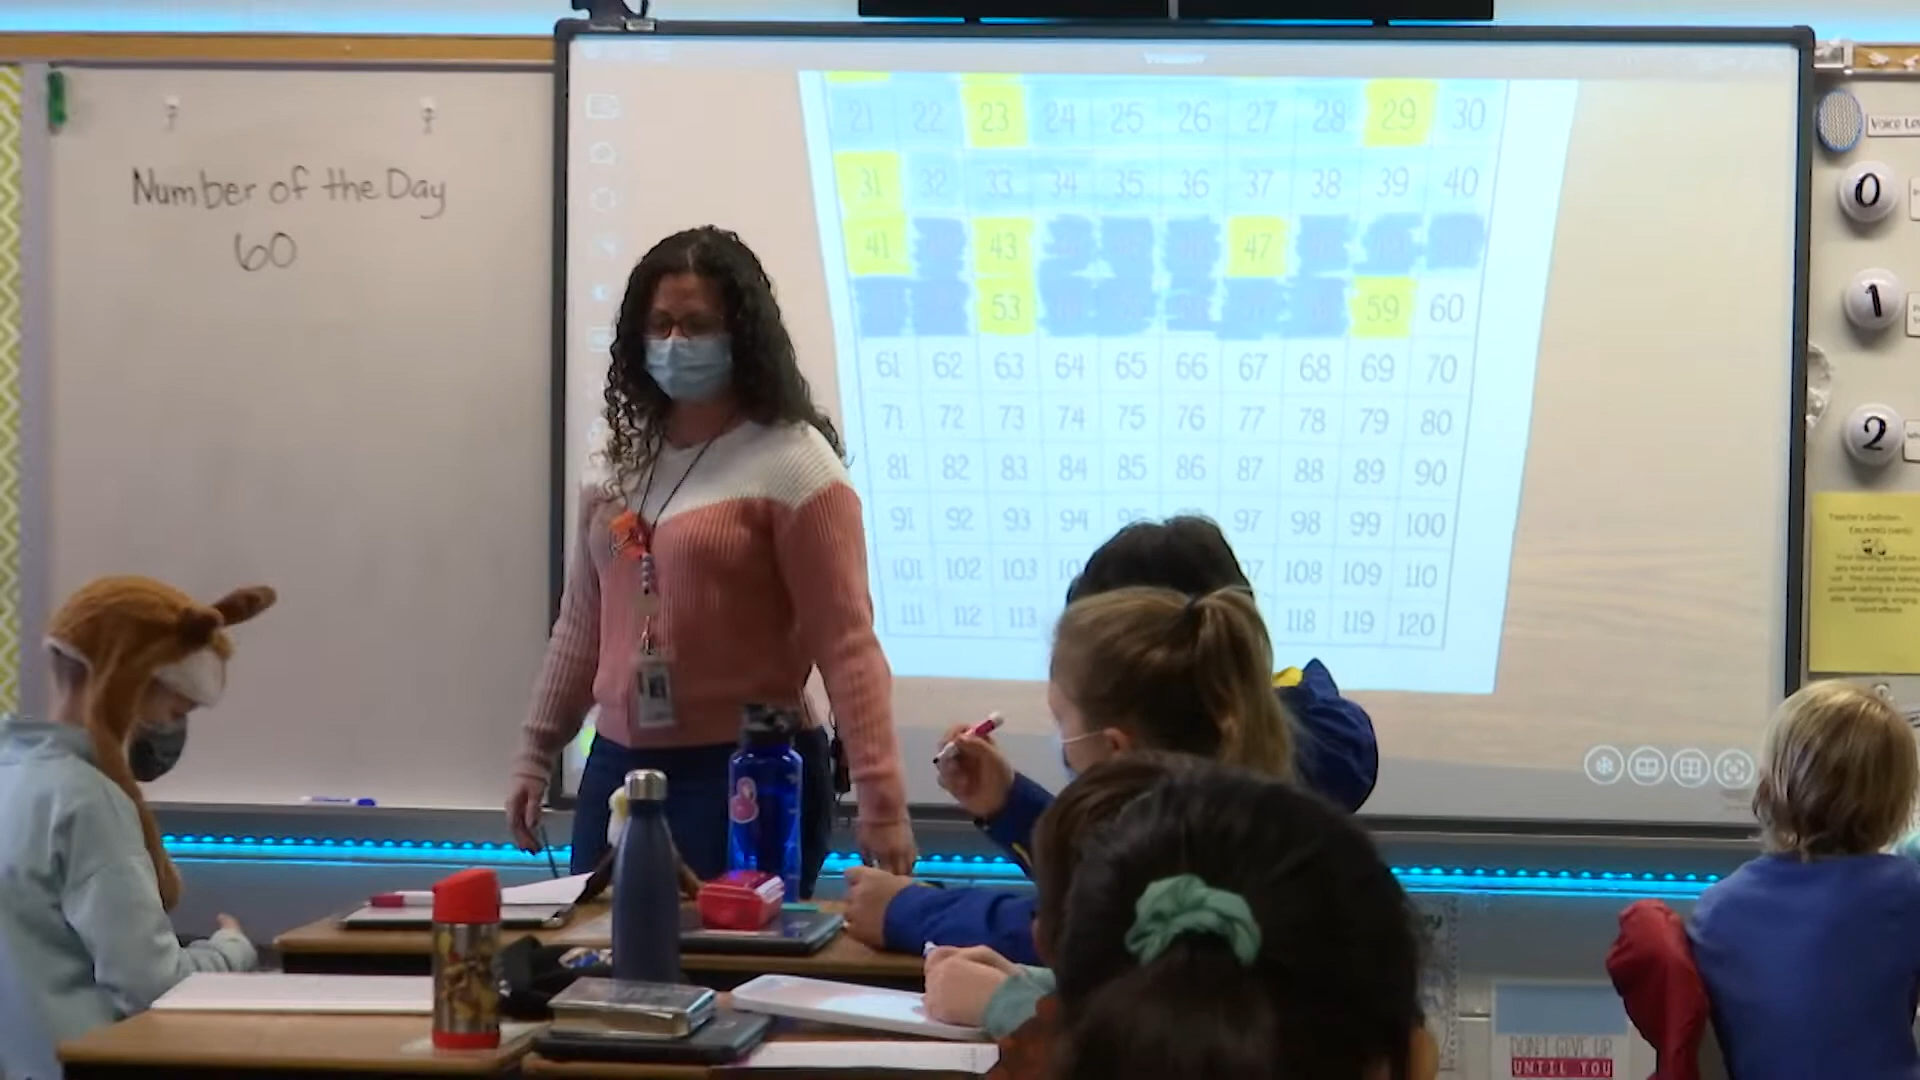 Number of the Day
60
21 22 23 24 25 26 27 28 29 30
31 32 33 34 35 36 37 38 39 40
41 43 47
53 59 60
61 62 63 64 65 66 67 68 69 70
71 72 73 74 75 76 77 78 79 80
81 82 83 84 85 86 87 88 89 90
91 92 93 94 95 97 98 99 100
101 102 103 108 109 110
111 112 113 118 119 120
Voice
0
1
2
DON'T GIVE UP
UNTIL YOU